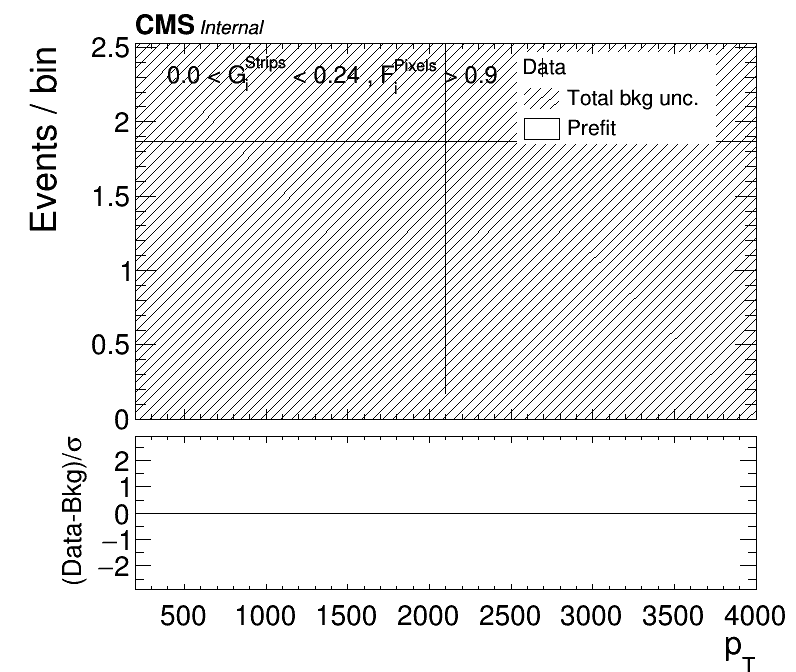 CMS Internal
Events / bin
2.5
2
1.5
1
0.5
0
0.0 < G_i^Strips < 0.24 , F_i^Pixels > 0.9
Data
Total bkg unc.
Prefit
(Data-Bkg)/σ
2
1
0
−1
−2
500 1000 1500 2000 2500 3000 3500 4000
p_T